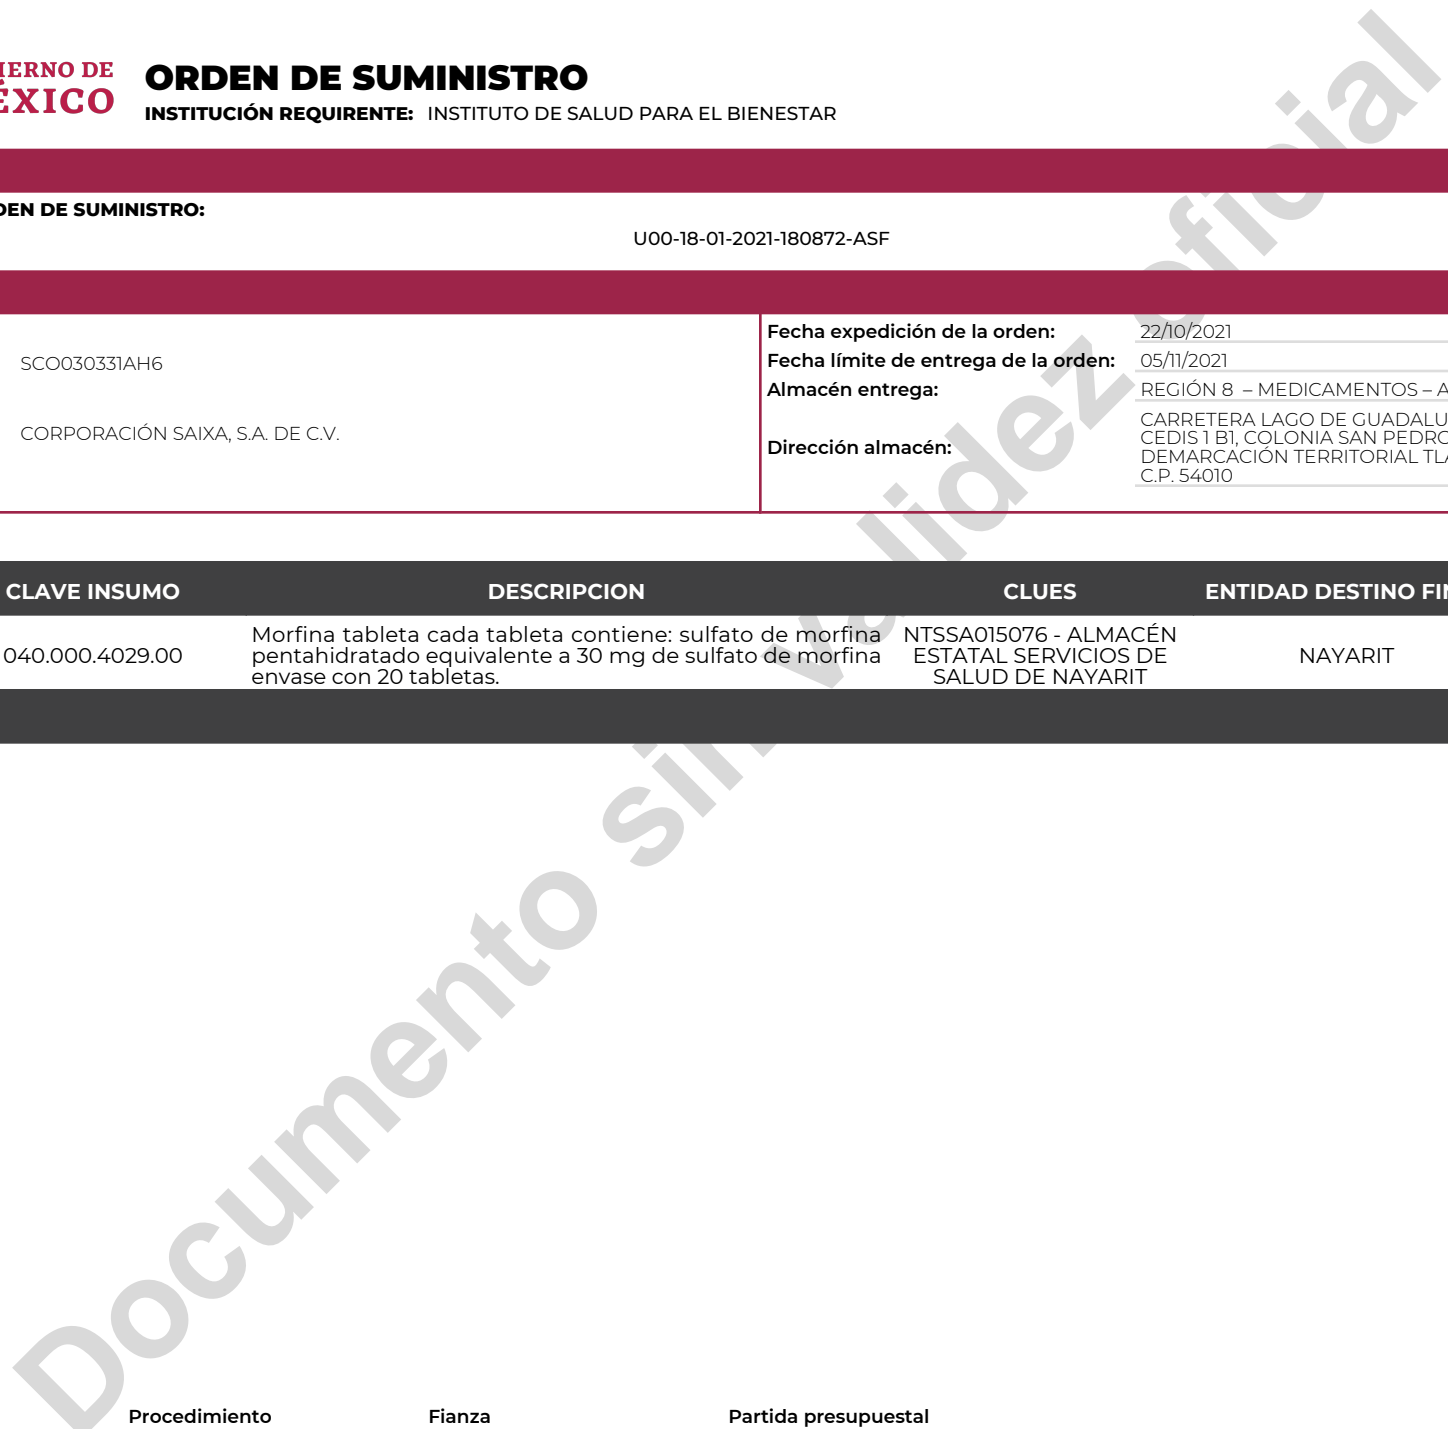 IERNO DE
ÉXICO
ORDEN DE SUMINISTRO
INSTITUCIÓN REQUIRENTE: INSTITUTO DE SALUD PARA EL BIENESTAR
DEN DE SUMINISTRO:
U00-18-01-2021-180872-ASF
SCO030331AH6
CORPORACIÓN SAIXA, S.A. DE C.V.
Fecha expedición de la orden: 22/10/2021
Fecha límite de entrega de la orden: 05/11/2021
Almacén entrega: REGIÓN 8 – MEDICAMENTOS – A
Dirección almacén: CARRETERA LAGO DE GUADALU
CEDIS 1 B1, COLONIA SAN PEDRO
DEMARCACIÓN TERRITORIAL TLA
C.P. 54010
CLAVE INSUMO DESCRIPCION CLUES ENTIDAD DESTINO FIN
040.000.4029.00
Morfina tableta cada tableta contiene: sulfato de morfina
pentahidratado equivalente a 30 mg de sulfato de morfina
envase con 20 tabletas.
NTSSA015076 - ALMACÉN
ESTATAL SERVICIOS DE
SALUD DE NAYARIT
NAYARIT
Documento sin validez oficial
Procedimiento Fianza Partida presupuestal